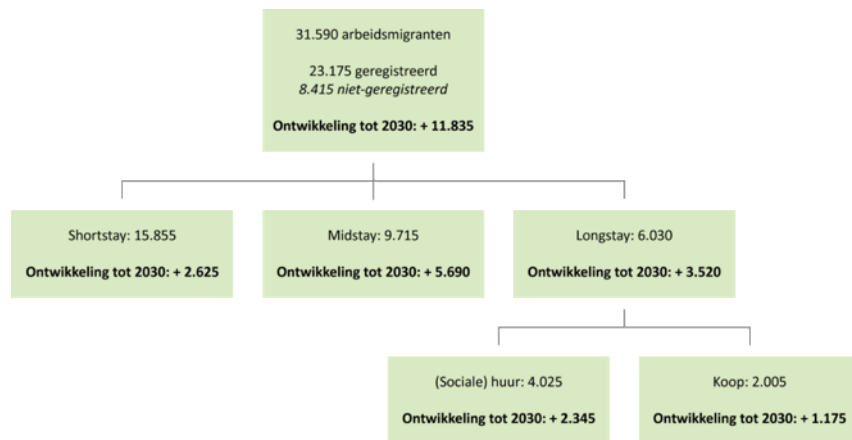 31.590 arbeidsmigranten
23.175 geregistreerd
8.415 niet-geregistreerd
Ontwikkeling tot 2030: + 11.835
Shortstay: 15.855
Ontwikkeling tot 2030: + 2.625
Midstay: 9.715
Ontwikkeling tot 2030: + 5.690
Longstay: 6.030
Ontwikkeling tot 2030: + 3.520
(Sociale) huur: 4.025
Ontwikkeling tot 2030: + 2.345
Koop: 2.005
Ontwikkeling tot 2030: + 1.175